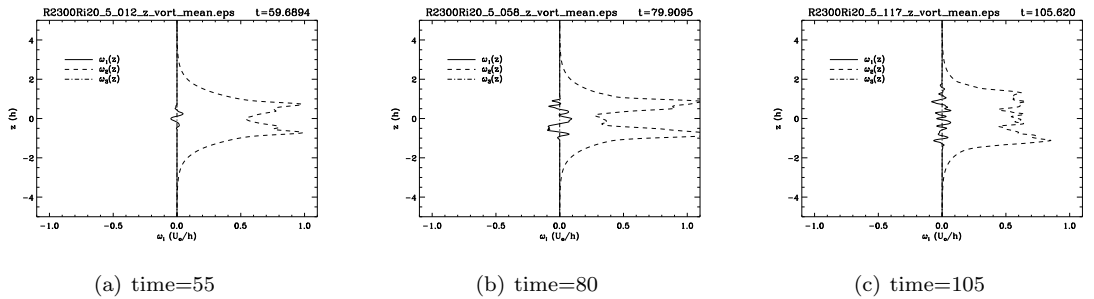 R2300Ri20_5_012_z_vort_mean.eps t=59.6894
ω₁(z)
ω₂(z)
ω₃(z)
z (h)
4
2
0
−2
−4
−1.0 −0.5 0.0 0.5 1.0
ωᵢ (Uₒ/h)
(a) time=55
R2300Ri20_5_058_z_vort_mean.eps t=79.9095
ω₁(z)
ω₂(z)
ω₃(z)
z (h)
4
2
0
−2
−4
−1.0 −0.5 0.0 0.5 1.0
ωᵢ (Uₒ/h)
(b) time=80
R2300Ri20_5_117_z_vort_mean.eps t=105.620
ω₁(z)
ω₂(z)
ω₃(z)
z (h)
4
2
0
−2
−4
−1.0 −0.5 0.0 0.5 1.0
ωᵢ (Uₒ/h)
(c) time=105